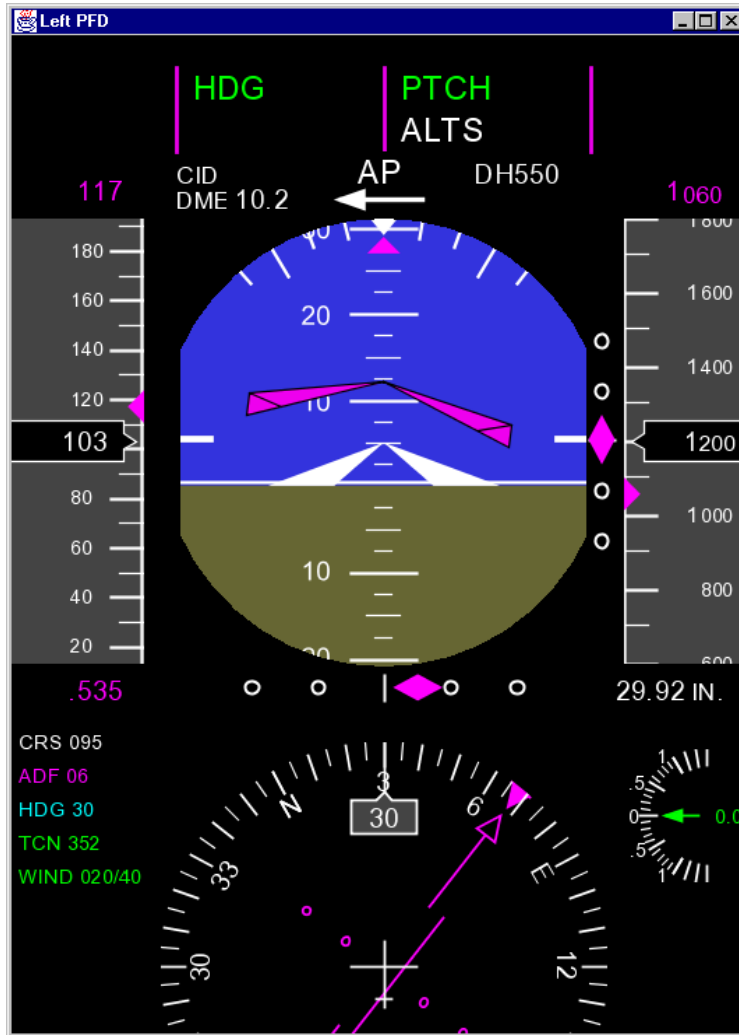 Left PFD
HDG PTCH
ALTS
CID AP DH550
DME 10.2
117 1060
180 1800
160 20 1600
140 1400
120 10
103 1200
80 1000
60 10 800
40
20 20 600
.535 29.92 IN.
CRS 095
ADF 06
HDG 30
TCN 352
WIND 020/40
N 3 6
30
33 E
30 12
1
.5
0 0.0
.5
1